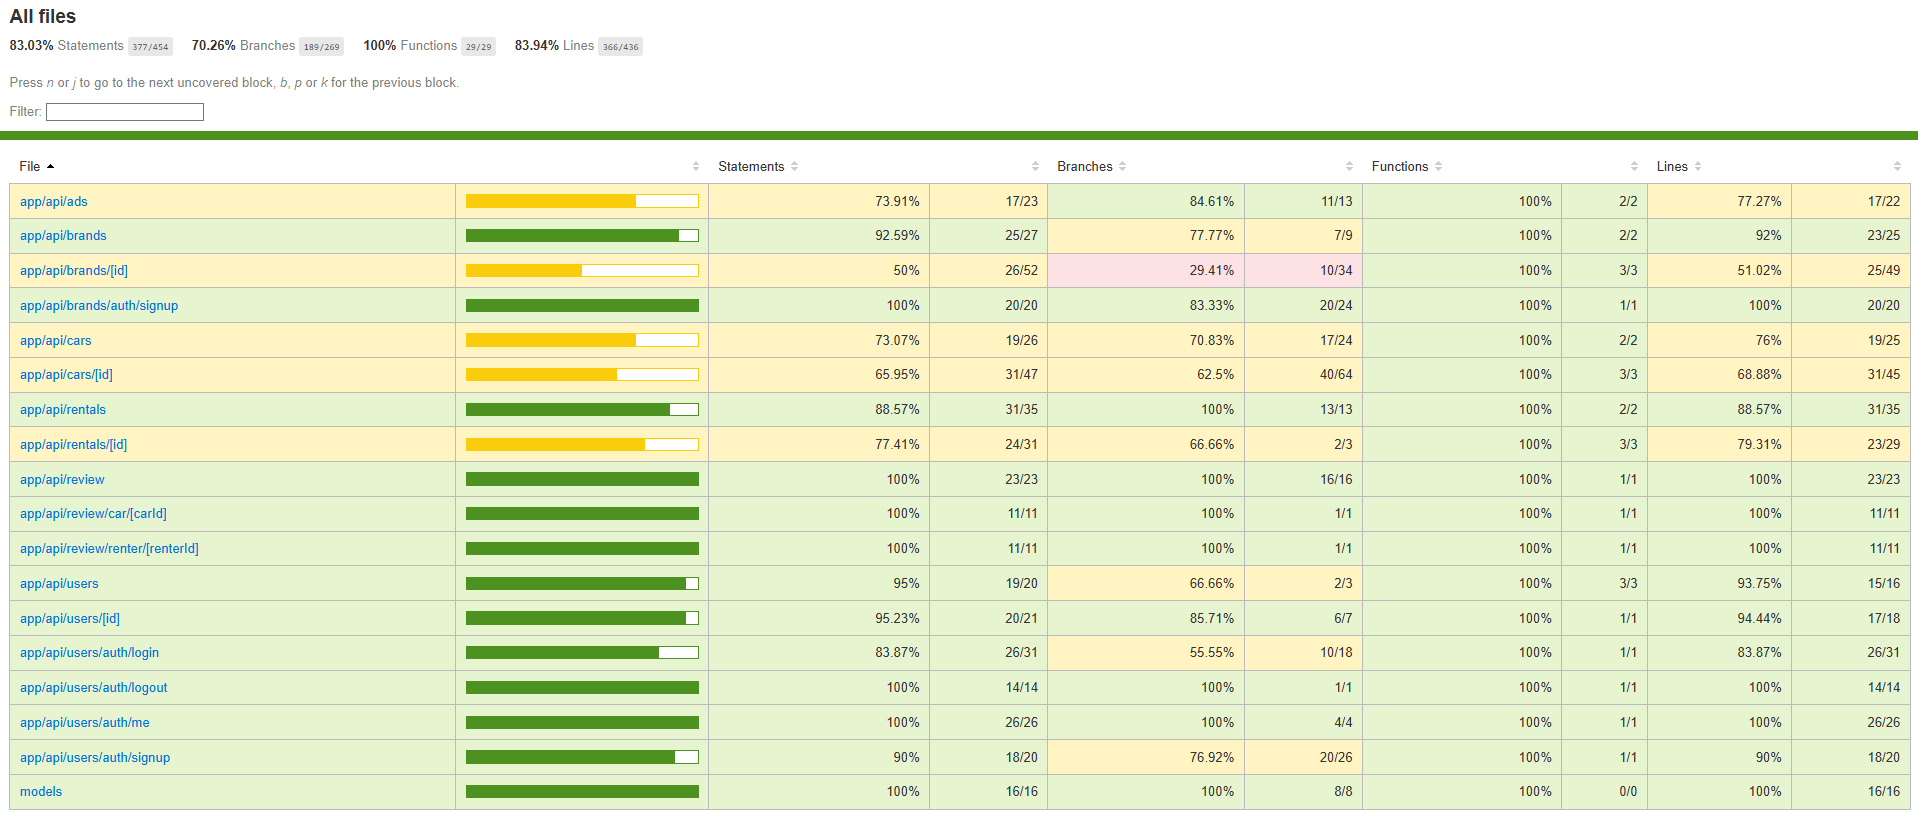 All files
83.03% Statements 377/454 70.26% Branches 189/269 100% Functions 29/29 83.94% Lines 366/436
Press n or j to go to the next uncovered block, b, p or k for the previous block.
Filter:
File Statements Branches Functions Lines
app/api/ads 73.91% 17/23 84.61% 11/13 100% 2/2 77.27% 17/22
app/api/brands 92.59% 25/27 77.77% 7/9 100% 2/2 92% 23/25
app/api/brands/[id] 50% 26/52 29.41% 10/34 100% 3/3 51.02% 25/49
app/api/brands/auth/signup 100% 20/20 83.33% 20/24 100% 1/1 100% 20/20
app/api/cars 73.07% 19/26 70.83% 17/24 100% 2/2 76% 19/25
app/api/cars/[id] 65.95% 31/47 62.5% 40/64 100% 3/3 68.88% 31/45
app/api/rentals 88.57% 31/35 100% 13/13 100% 2/2 88.57% 31/35
app/api/rentals/[id] 77.41% 24/31 66.66% 2/3 100% 3/3 79.31% 23/29
app/api/review 100% 23/23 100% 16/16 100% 1/1 100% 23/23
app/api/review/car/[carId] 100% 11/11 100% 1/1 100% 1/1 100% 11/11
app/api/review/renter/[renterId] 100% 11/11 100% 1/1 100% 1/1 100% 11/11
app/api/users 95% 19/20 66.66% 2/3 100% 3/3 93.75% 15/16
app/api/users/[id] 95.23% 20/21 85.71% 6/7 100% 1/1 94.44% 17/18
app/api/users/auth/login 83.87% 26/31 55.55% 10/18 100% 1/1 83.87% 26/31
app/api/users/auth/logout 100% 14/14 100% 1/1 100% 1/1 100% 14/14
app/api/users/auth/me 100% 26/26 100% 4/4 100% 1/1 100% 26/26
app/api/users/auth/signup 90% 18/20 76.92% 20/26 100% 1/1 90% 18/20
models 100% 16/16 100% 8/8 100% 0/0 100% 16/16